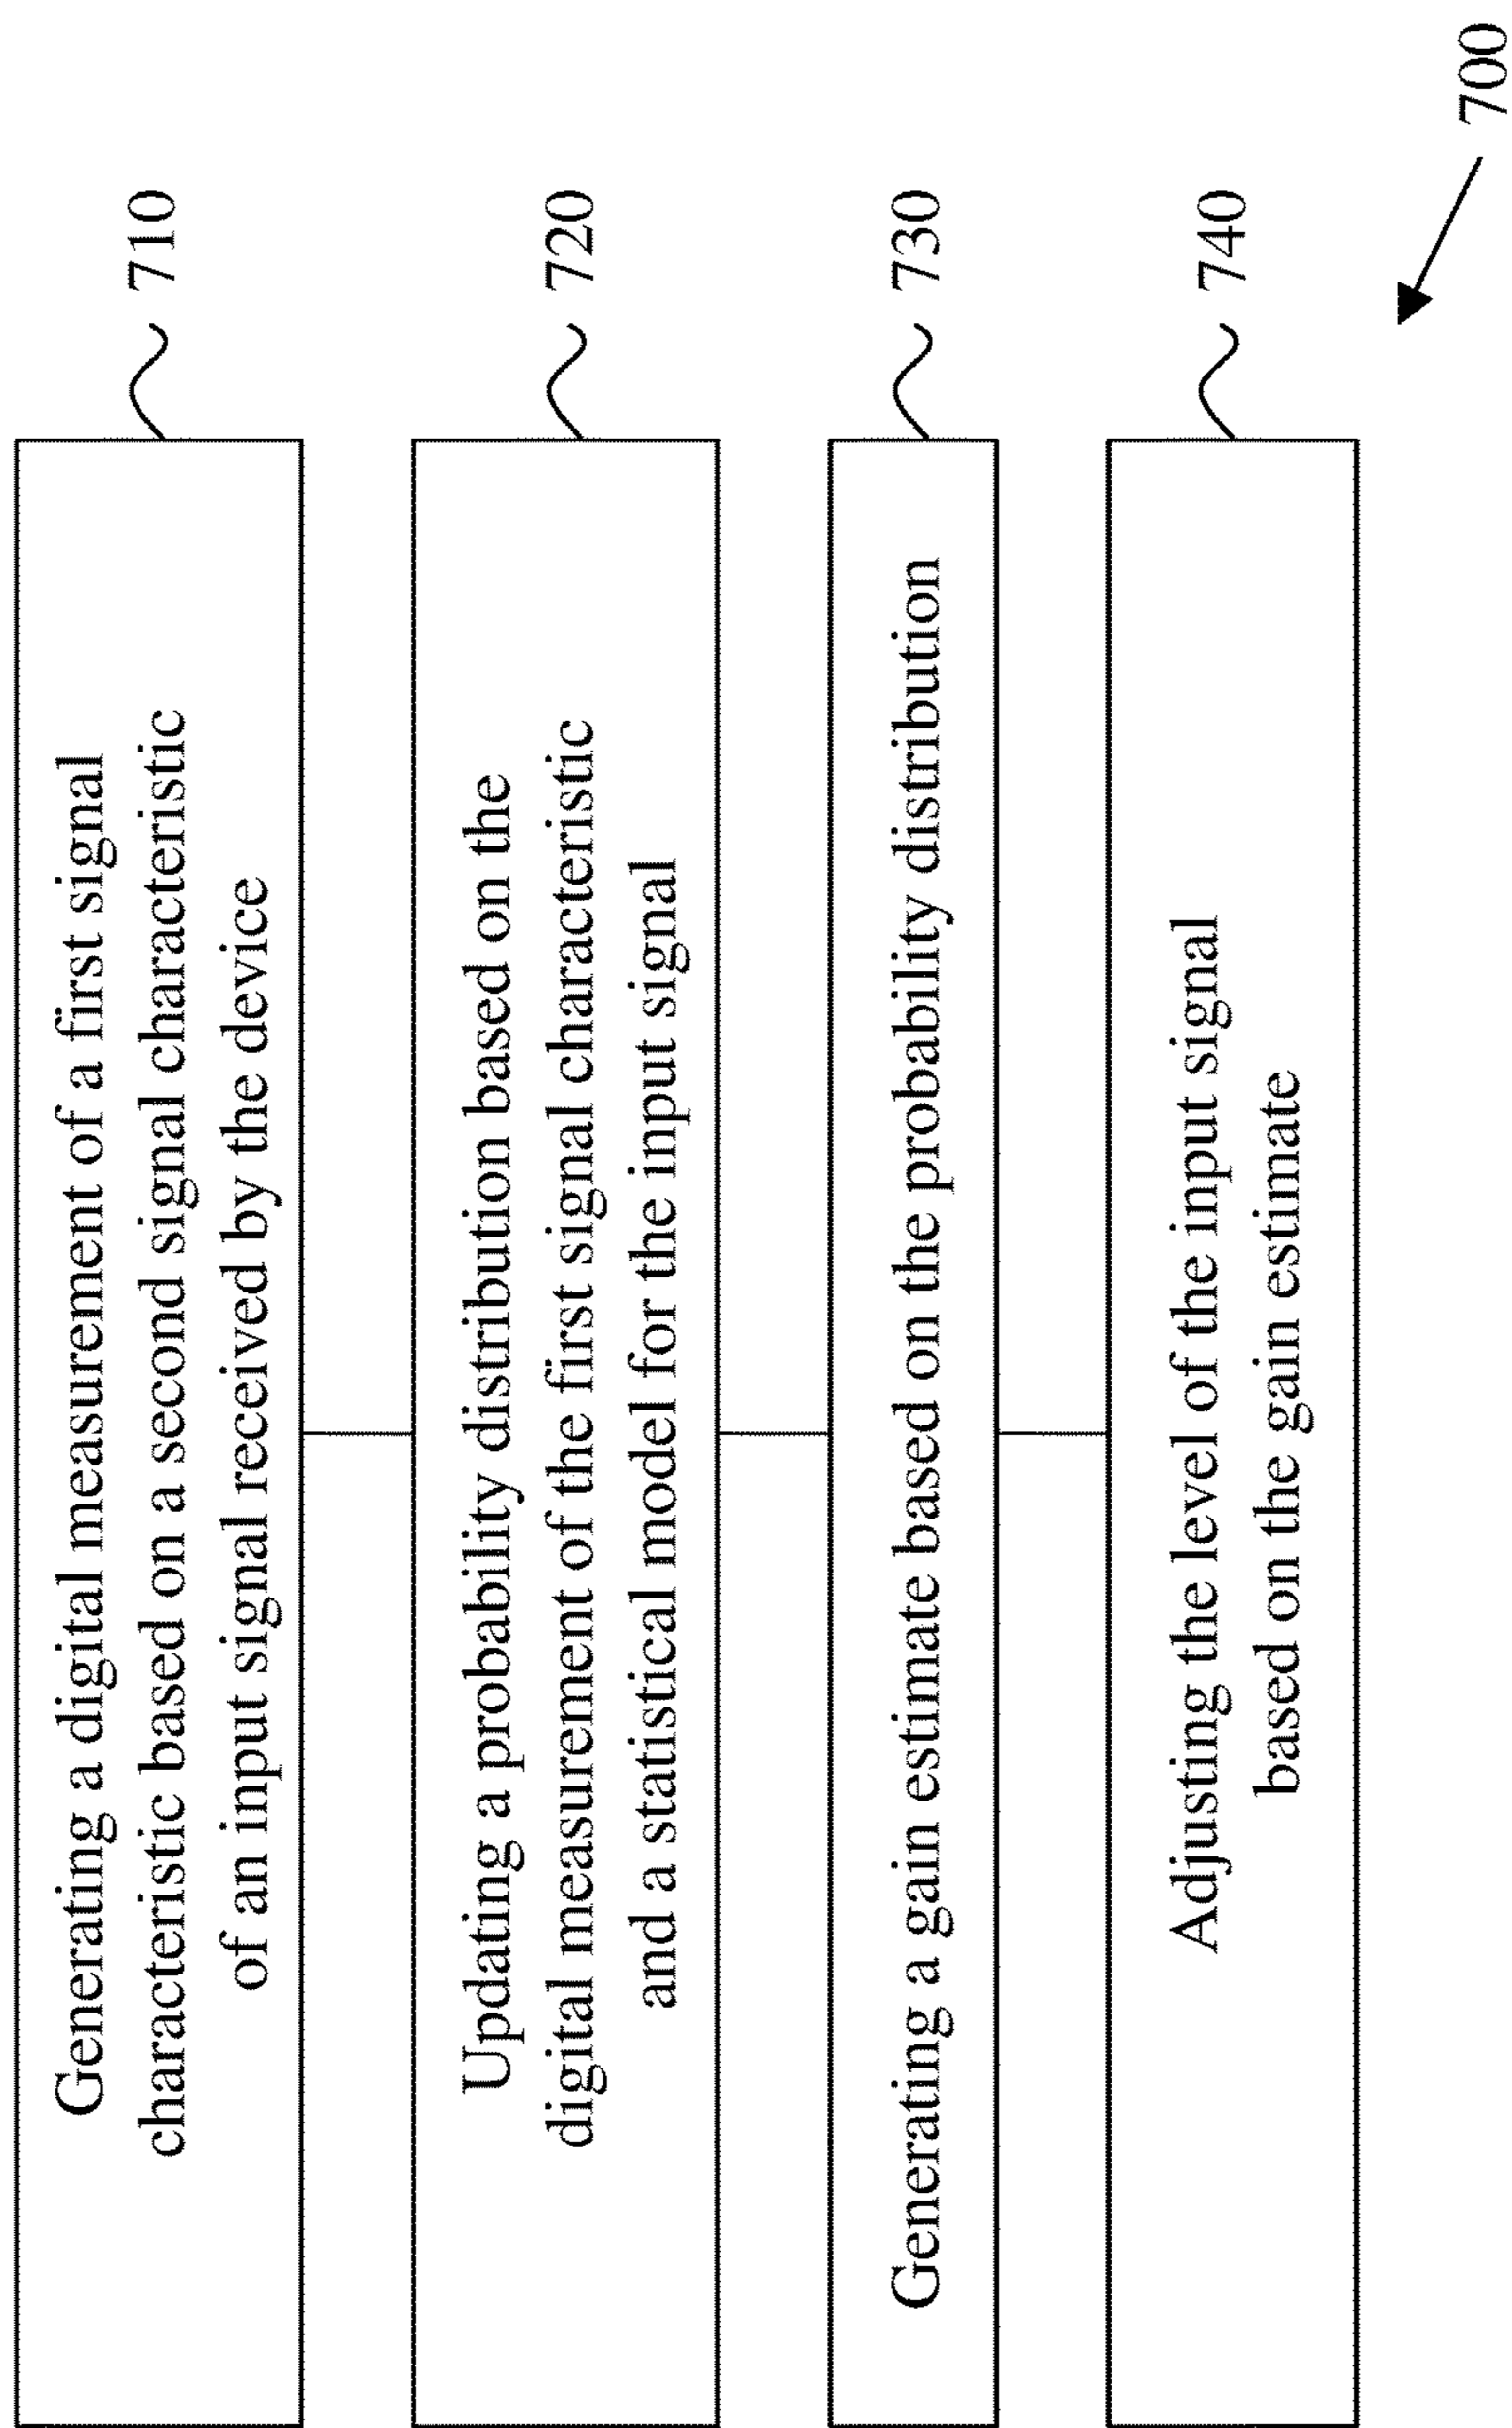 Generating a digital measurement of a first signal
characteristic based on a second signal characteristic
of an input signal received by the device
710
Updating a probability distribution based on the
digital measurement of the first signal characteristic
and a statistical model for the input signal
720
Generating a gain estimate based on the probability distribution
730
Adjusting the level of the input signal
based on the gain estimate
740
700